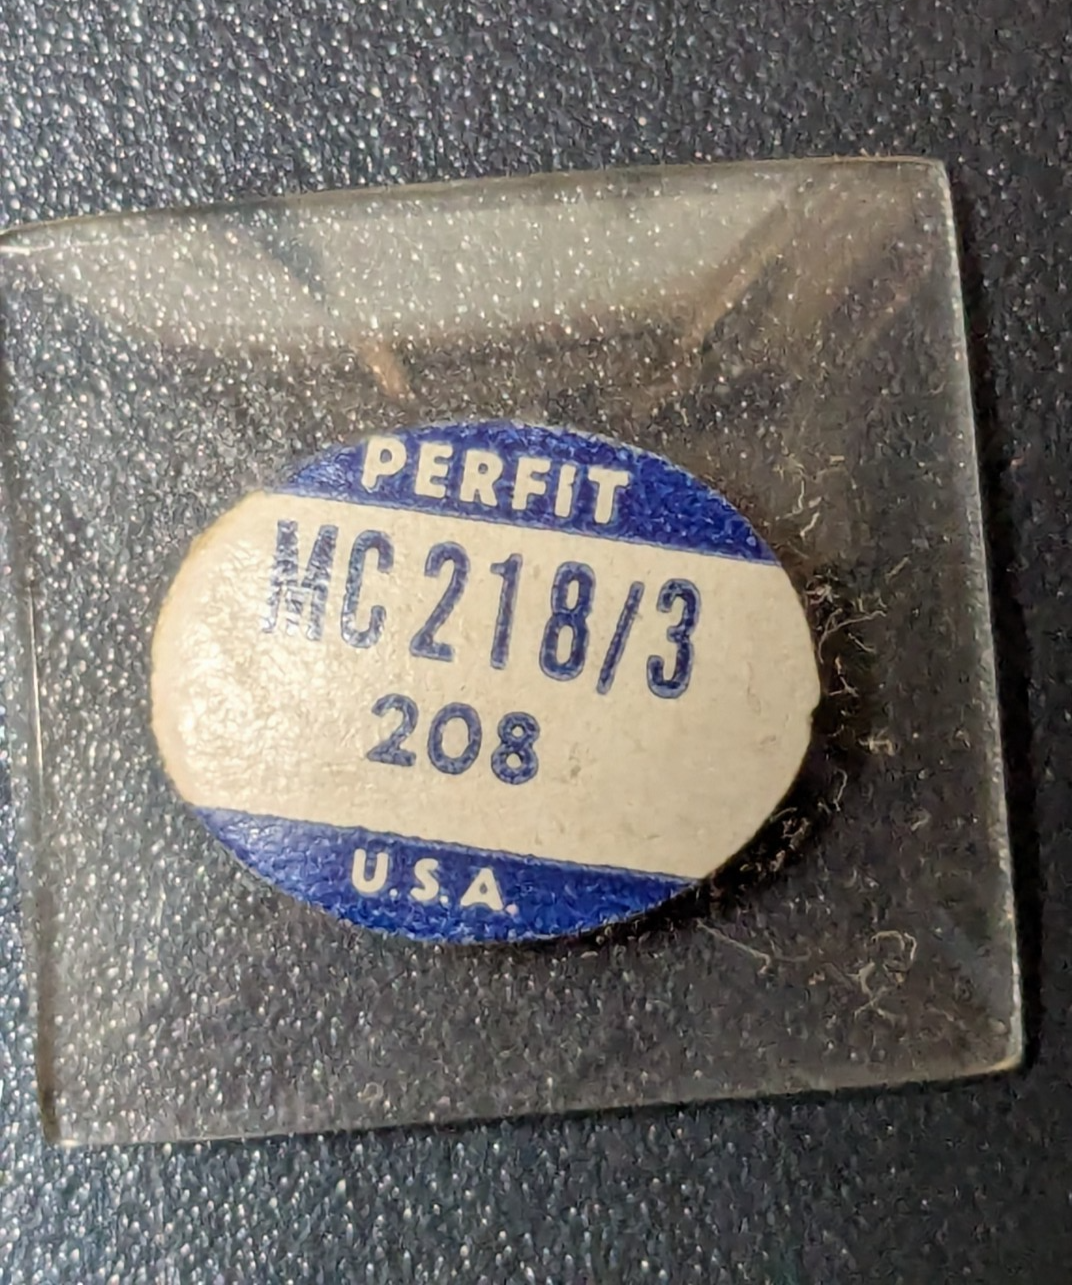 PERFIT
MC 218/3
208
U.S.A.